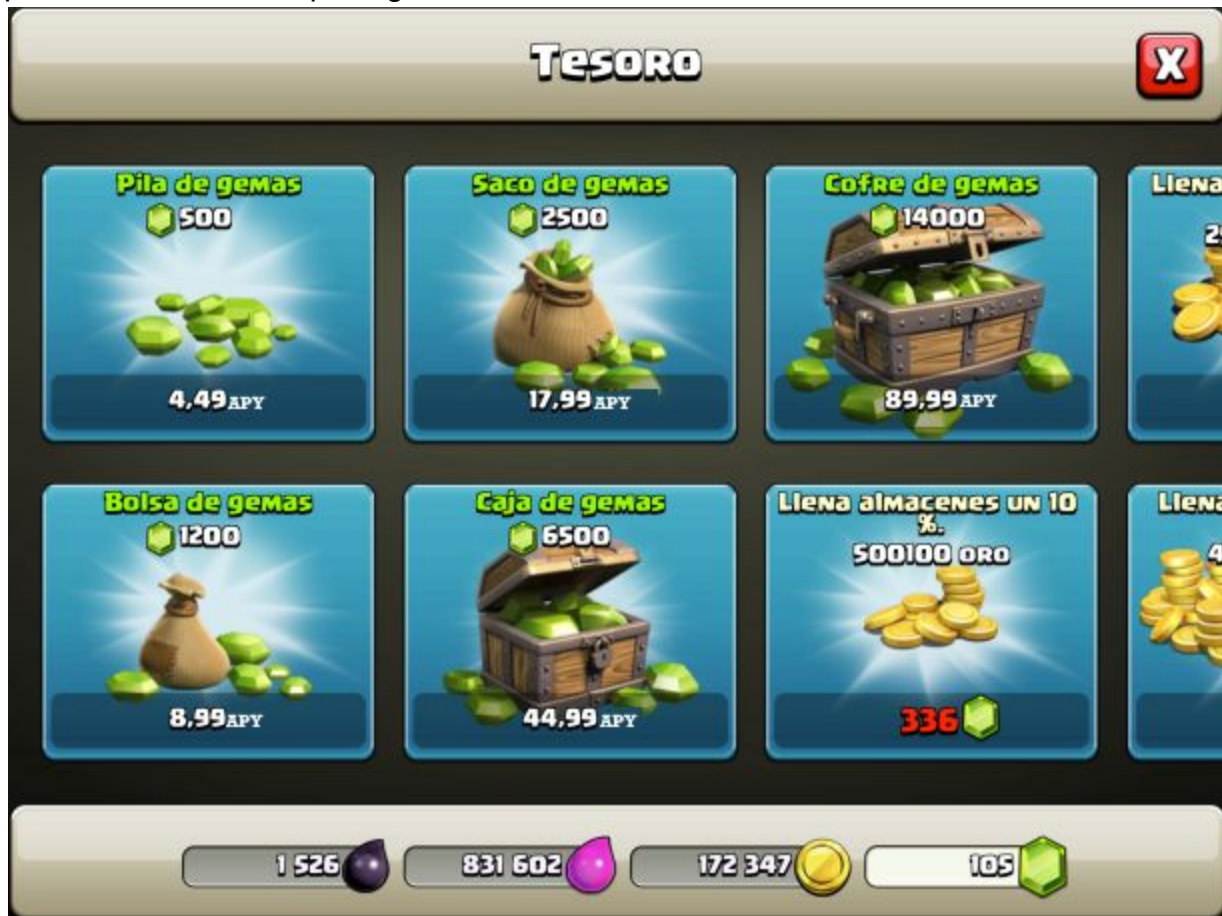 Tesoro
X
Pila de gemas
500
4,49 APY
Saco de gemas
2500
17,99 APY
Cofre de gemas
14000
89,99 APY
Llena
Bolsa de gemas
1200
8,99 APY
Caja de gemas
6500
44,99 APY
Llena almacenes un 10
%.
500100 oro
336
1 526
831 602
172 347
105